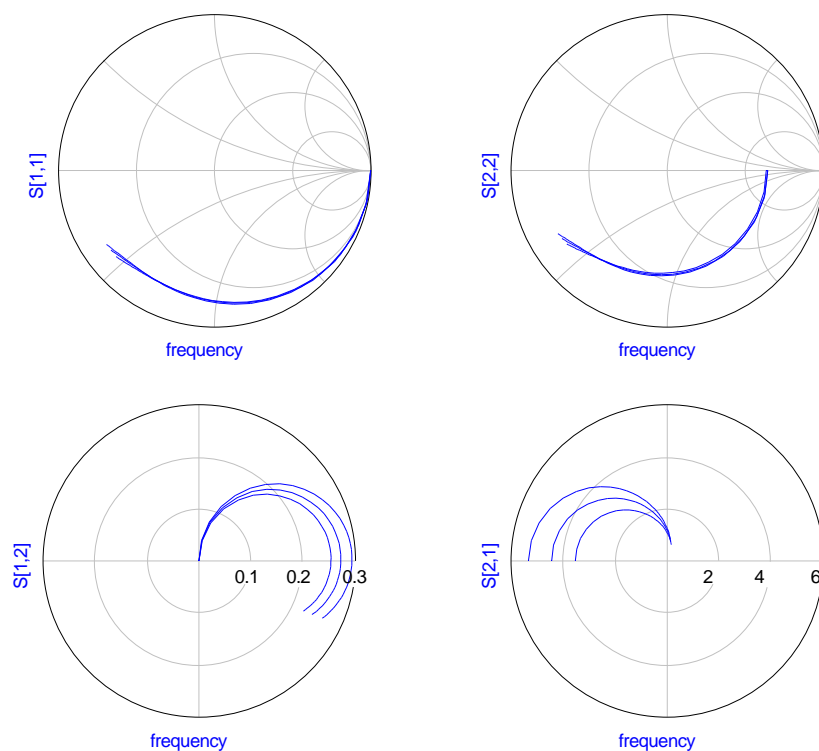 S[1,1]
frequency
S[2,2]
frequency
S[1,2]
0.1 0.2 0.3
frequency
S[2,1]
2 4 6
frequency